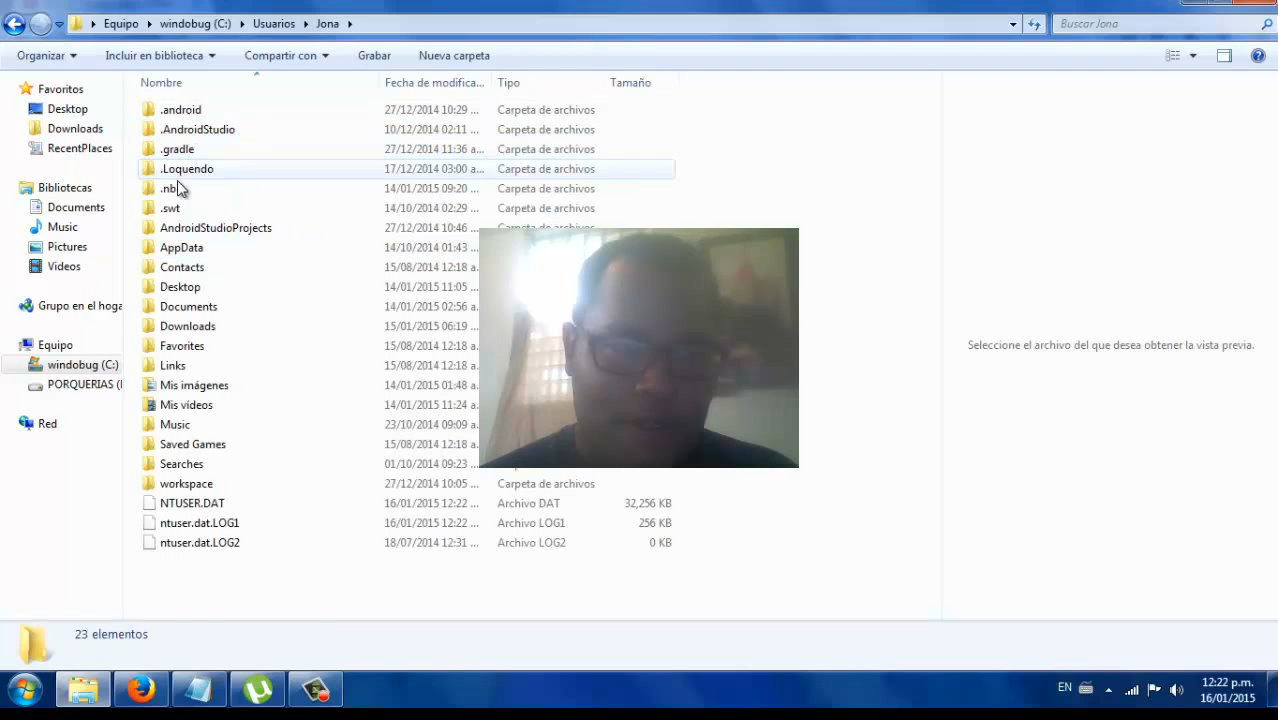 Equipo windobug (C:) Usuarios Jona Buscar Jona
Organizar Incluir en biblioteca Compartir con Grabar Nueva carpeta
Favoritos
Desktop
Downloads
RecentPlaces
Bibliotecas
Documents
Music
Pictures
Videos
Grupo en el hoga
Equipo
windobug (C:)
PORQUERIAS (
Red
Nombre Fecha de modifica... Tipo Tamaño
.android 27/12/2014 10:29 ... Carpeta de archivos
.AndroidStudio 10/12/2014 02:11 ... Carpeta de archivos
.gradle 27/12/2014 11:36 a... Carpeta de archivos
.Loquendo 17/12/2014 03:00 a... Carpeta de archivos
.nb 14/01/2015 09:20 ... Carpeta de archivos
.swt 14/10/2014 02:29 ... Carpeta de archivos
AndroidStudioProjects 27/12/2014 10:46 ... Carpeta de archivos
AppData 14/10/2014 01:43 ...
Contacts 15/08/2014 12:18 a.
Desktop 14/01/2015 11:05 ...
Documents 14/01/2015 02:56 a.
Downloads 15/01/2015 06:19 ...
Favorites 15/08/2014 12:18 a.
Links 15/08/2014 12:18 a.
Mis imágenes 14/01/2015 01:48 a.
Mis vídeos 14/01/2015 11:24 a.
Music 23/10/2014 09:09 ...
Saved Games 15/08/2014 12:18 a.
Searches 01/10/2014 09:23 ...
workspace 27/12/2014 10:05 ... Carpeta de archivos
NTUSER.DAT 16/01/2015 12:22 ... Archivo DAT 32,256 KB
ntuser.dat.LOG1 16/01/2015 12:22 ... Archivo LOG1 256 KB
ntuser.dat.LOG2 18/07/2014 12:31 ... Archivo LOG2 0 KB
Seleccione el archivo del que desea obtener la vista previa.
23 elementos
EN
12:22 p.m.
16/01/2015